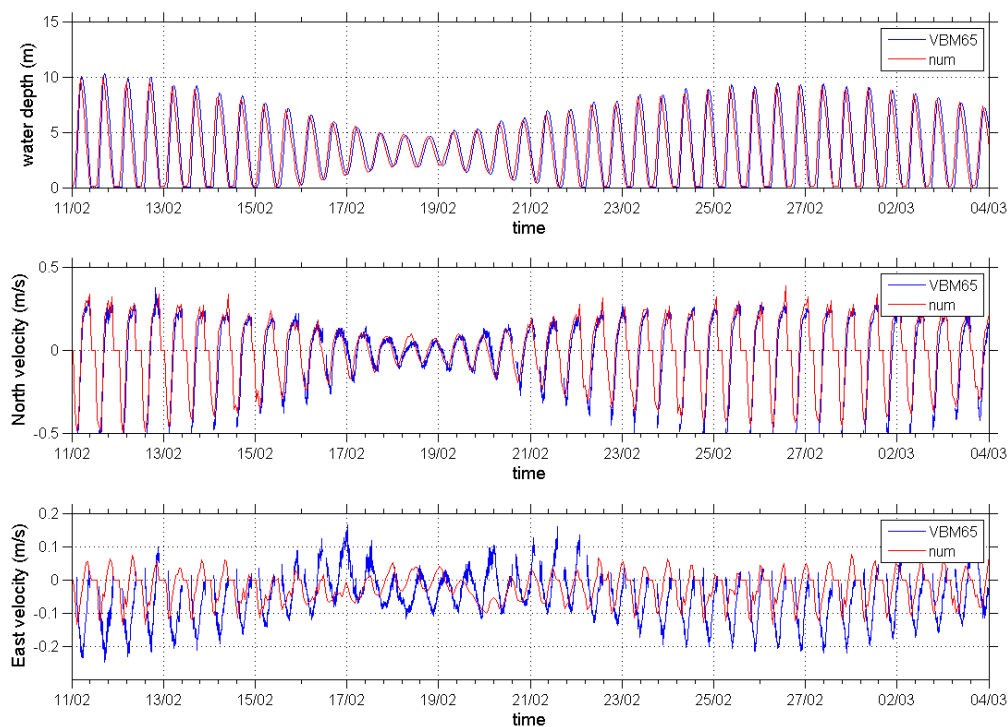 15
10
5
0
water depth (m)
VBM65
num
11/02 13/02 15/02 17/02 19/02 21/02 23/02 25/02 27/02 02/03 04/03
time
0.5
0
-0.5
North velocity (m/s)
VBM65
num
11/02 13/02 15/02 17/02 19/02 21/02 23/02 25/02 27/02 02/03 04/03
time
0.2
0.1
0
-0.1
-0.2
East velocity (m/s)
VBM65
num
11/02 13/02 15/02 17/02 19/02 21/02 23/02 25/02 27/02 02/03 04/03
time